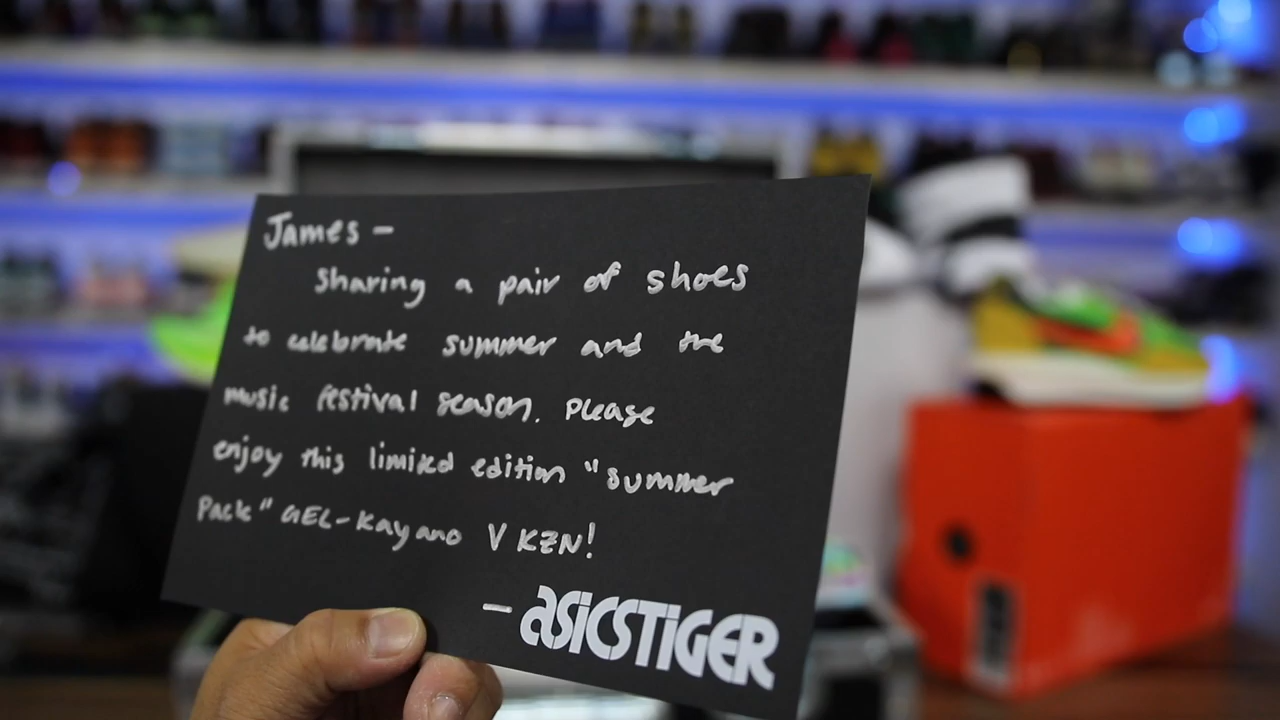 James –
Sharing a pair of shoes
to celebrate summer and the
music festival season. Please
enjoy this limited edition "Summer
Pack" GEL-Kayano V KZN!
– asicsTIGER